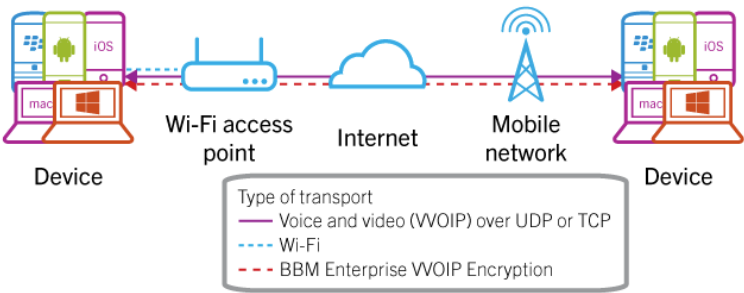 iOS
mac
iOS
mac
Wi-Fi access
point
Internet
Mobile
network
Device
Device
Type of transport
Voice and video (VVOIP) over UDP or TCP
Wi-Fi
BBM Enterprise VVOIP Encryption